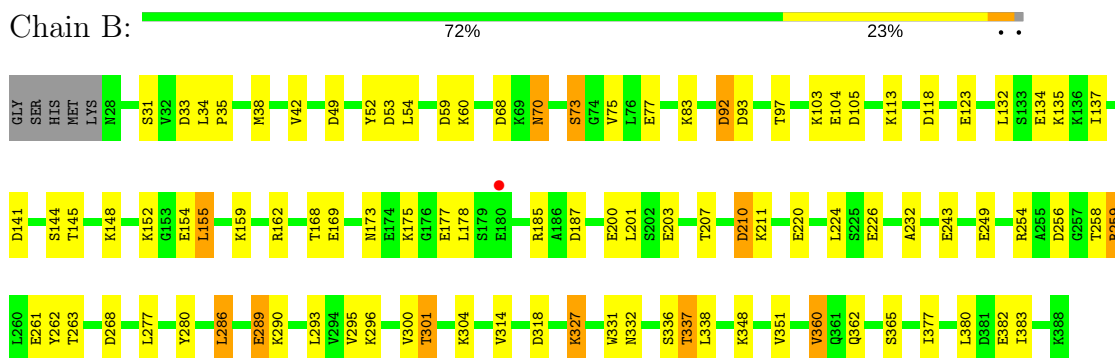 Chain B:
72% 23% • •
GLY SER HIS MET LYS N28 S31 V32 D33 L34 P35 M38 V42 D49 Y52 D53 L54 D59 K60 D68 K69 N70 S73 G74 V75 L76 E77 K83 D92 D93 T97 K103 E104 D105 K113 D118 E123 L132 S133 E134 K135 K136 I137
D141 S144 T145 K148 K152 G153 E154 L155 K159 R162 T168 E169 N173 E174 K175 G176 E177 L178 S179 E180 R185 A186 D187 E200 L201 S202 E203 T207 D210 K211 E220 L224 S225 E226 A232 E243 E249 R254 A255 D256 G257 T258 R259
L260 E261 Y262 T263 D268 L277 Y280 L286 E289 K290 L293 V294 V295 K296 V300 T301 K304 V314 D318 K327 W331 N332 S336 T337 L338 K348 V351 V360 Q361 Q362 S365 I377 L380 D381 E382 I383 K388